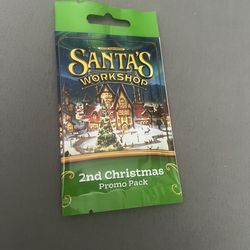 SANTA'S
WORKSHOP
2nd Christmas
Promo Pack